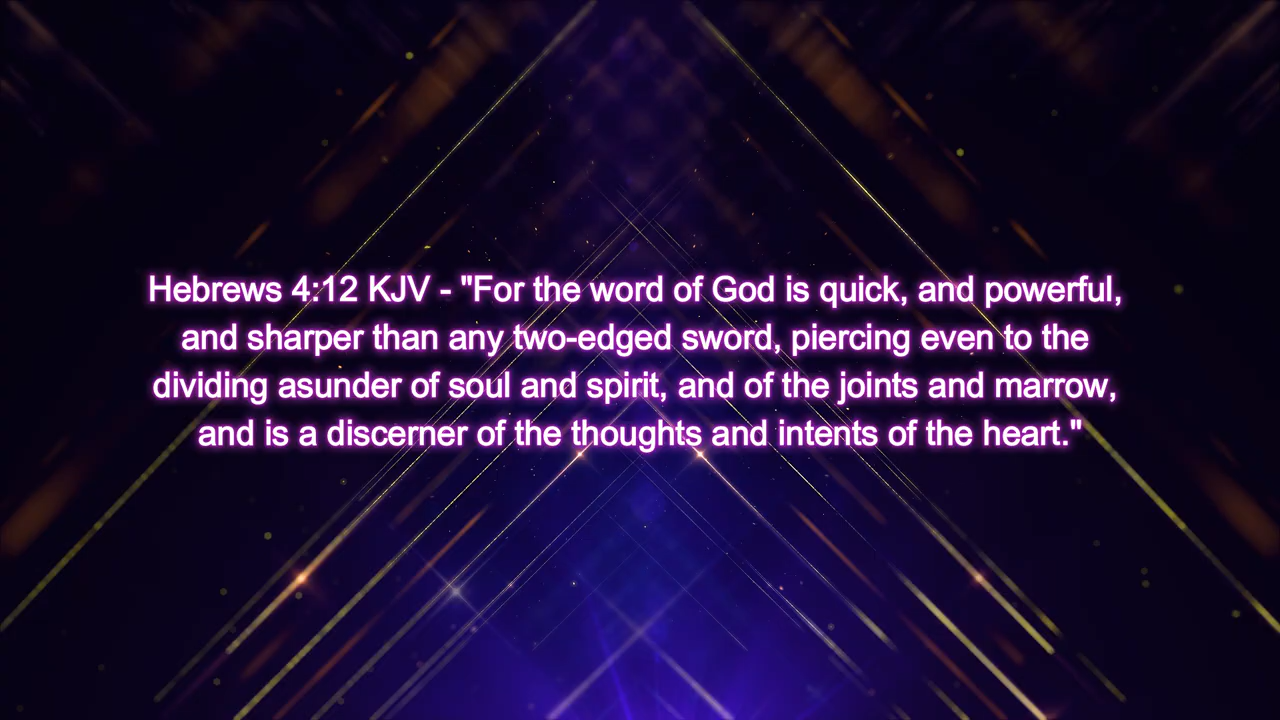 Hebrews 4:12 KJV - "For the word of God is quick, and powerful,
and sharper than any two-edged sword, piercing even to the
dividing asunder of soul and spirit, and of the joints and marrow,
and is a discerner of the thoughts and intents of the heart."